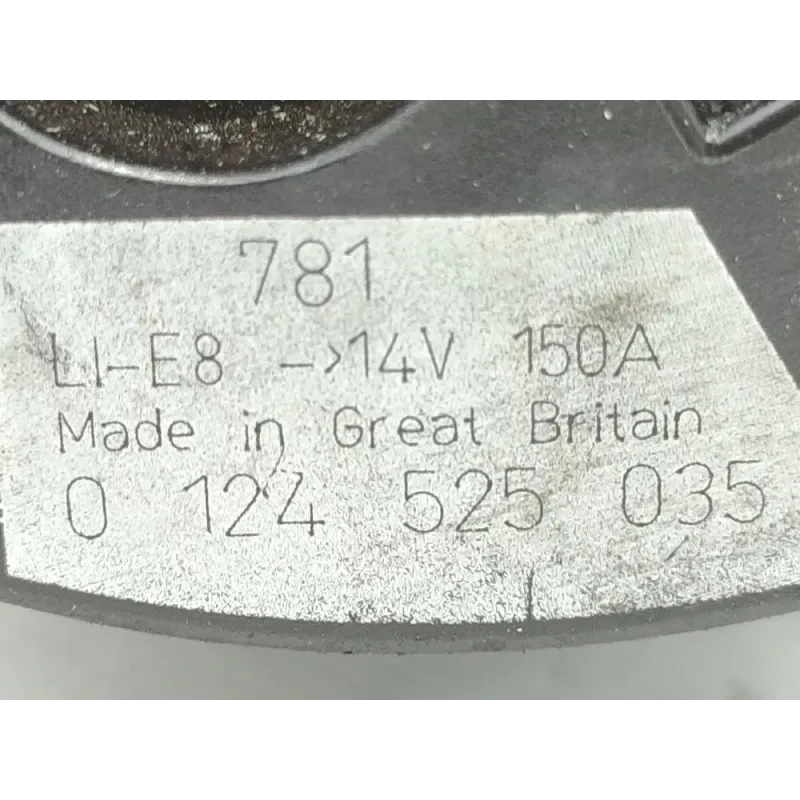 781
LI-E8 ->14V 150A
Made in Great Britain
0 124 525 035